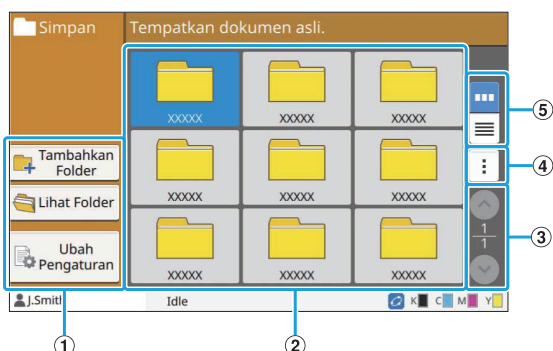 Simpan
Tempatkan dokumen asli.
XXXXX XXXXX XXXXX
Tambahkan
Folder
XXXXX XXXXX XXXXX
Lihat Folder
Ubah
Pengaturan
XXXXX XXXXX XXXXX
1
1
J.Smith
Idle
K C M Y
5
4
3
1
2